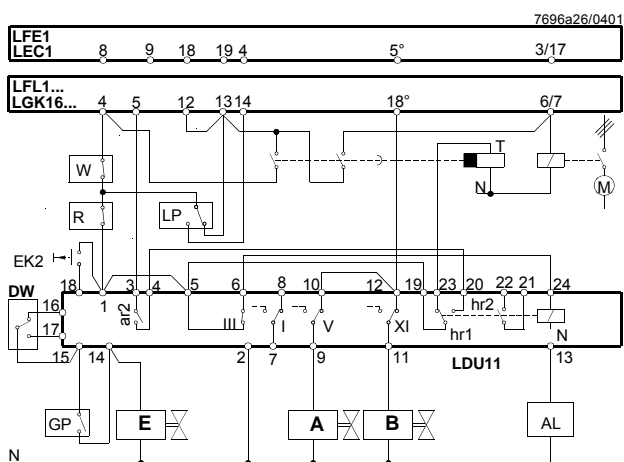 7696a26/0401
LFE1
LEC1
8 9 18 19 4 5° 3/17
LFL1...
LGK16...
4 5 12 13 14 18° 6/7
T
W
N
M
R
LP
EK2
18 1 3 4 5 6 8 10 12 19 23 20 22 21 24
DW
16
ar2
hr2
17
III
I
V
XI
hr1
N
15 14 2 7 9 11 13
LDU11
GP
E
A
B
AL
N